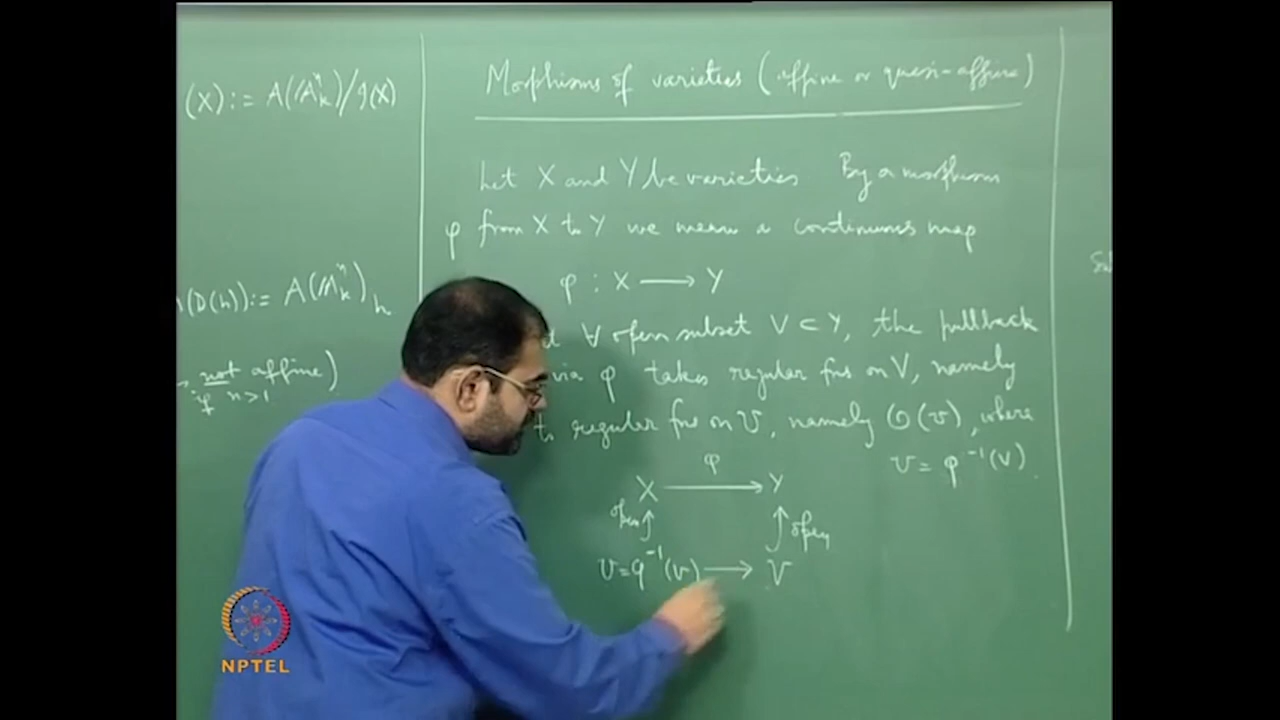 (X) := A(𝔸ⁿₖ)/𝓘(X)
(D(h)) := A(𝔸ⁿₖ)ₕ
not affine)
if n>1
Morphisms of varieties (affine or quasi-affine)
Let X and Y be varieties By a morphism
φ from X to Y we mean a continuous map
φ : X ⟶ Y
∀ open subset V ⊂ Y, the pullback
via φ takes regular fns on V, namely
to regular fns on U, namely O(U), where
U = φ⁻¹(V).
φ
X ⟶ Y
open open
U = φ⁻¹(V) ⟶ V
NPTEL